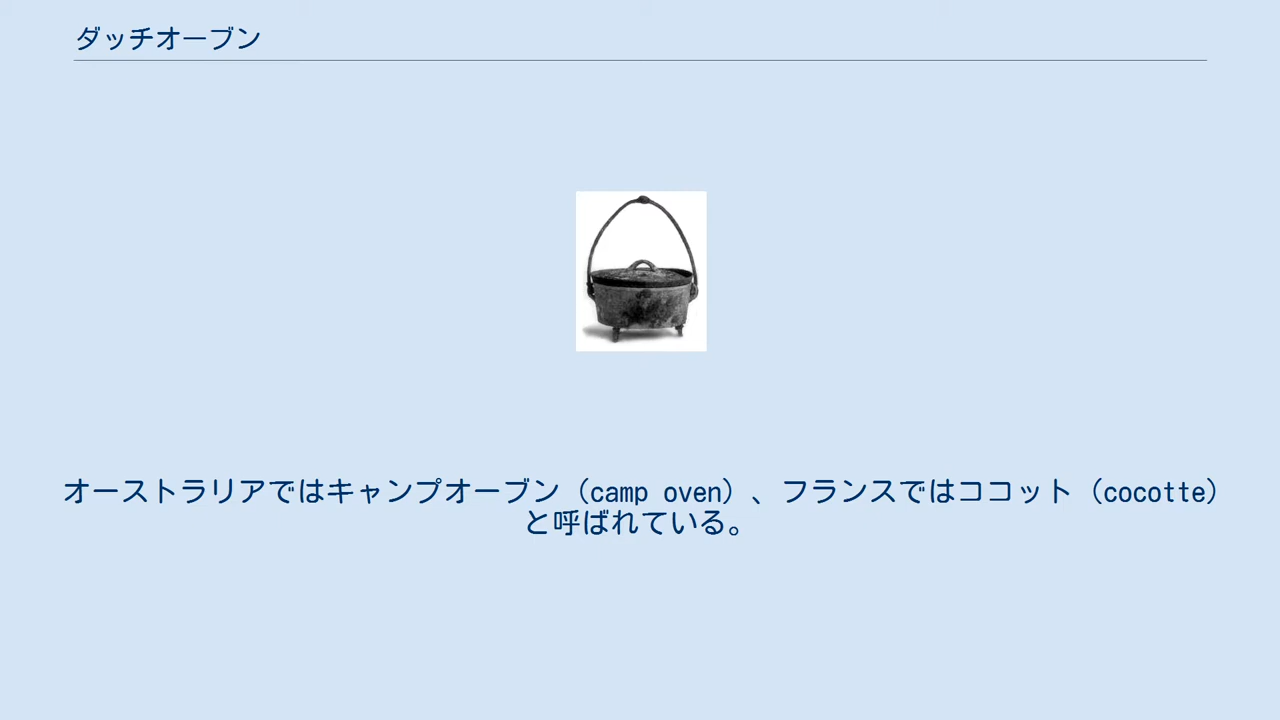 ダッチオーブン
オーストラリアではキャンプオーブン（camp oven）、フランスではココット（cocotte）
と呼ばれている。